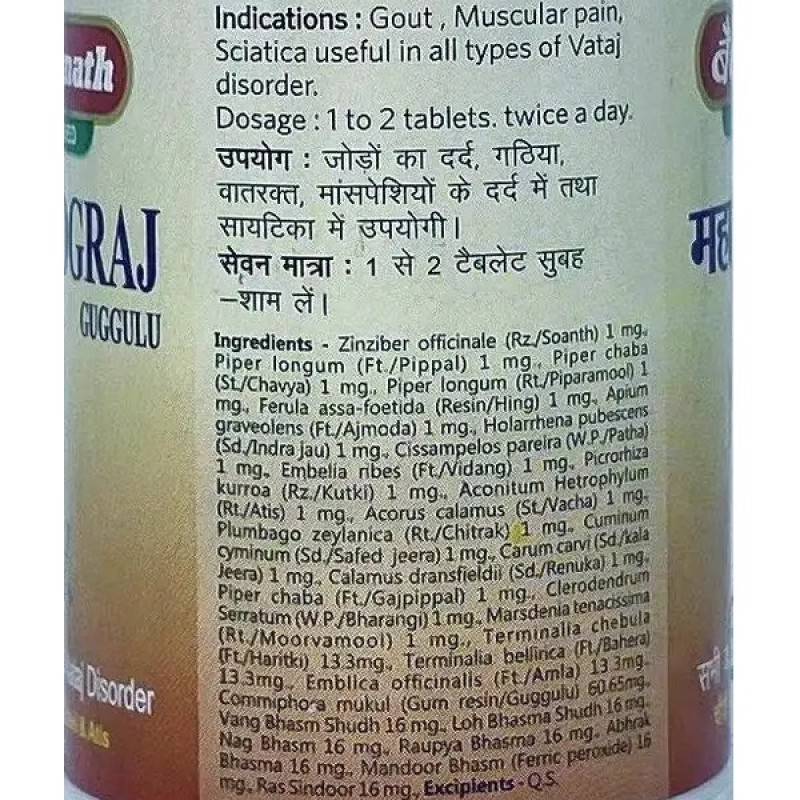 Indications : Gout , Muscular pain,
Sciatica useful in all types of Vataj
disorder.
Dosage : 1 to 2 tablets. twice a day.
उपयोग : जोड़ों का दर्द, गठिया,
वातरक्त, मांसपेशियों के दर्द में तथा
सायटिका में उपयोगी।
सेवन मात्रा : 1 से 2 टैबलेट सुबह
–शाम लें।
Ingredients - Zinziber officinale (Rz./Soanth) 1 mg.,
Piper longum (Ft./Pippal) 1 mg., Piper chaba
(St./Chavya) 1 mg., Piper longum (Rt./Piparamool) 1
mg., Ferula assa-foetida (Resin/Hing) 1 mg., Apium
graveolens (Ft./Ajmoda) 1 mg., Holarrhena pubescens
(Sd./Indra jau) 1 mg., Cissampelos pareira (W.P./Patha)
1 mg., Embelia ribes (Ft./Vidang) 1 mg., Picrorhiza
kurroa (Rz./Kutki) 1 mg., Aconitum Hetrophylum
(Rt./Atis) 1 mg., Acorus calamus (St./Vacha) 1 mg.,
Plumbago zeylanica (Rt./Chitrak) 1 mg., Cuminum
cyminum (Sd./Safed jeera) 1 mg., Carum carvi (Sd./kala
Jeera) 1 mg., Calamus dransfieldii (Sd./Renuka) 1 mg.,
Piper chaba (Ft./Gajpippal) 1 mg., Clerodendrum
Serratum (W.P./Bharangi) 1 mg., Marsdenia tenacissima
(Rt./Moorvamool) 1 mg., Terminalia chebula
(Ft./Haritki) 13.3mg., Terminalia bellinca (Ft./Bahera)
13.3mg., Emblica officinalis (Ft./Amla) 13.3mg.,
Commiphora mukul (Gum resin/Guggulu) 60.65mg.,
Vang Bhasm Shudh 16 mg., Loh Bhasma Shudh 16 mg.,
Nag Bhasm 16 mg., Raupya Bhasma 16 mg., Abhrak
Bhasma 16 mg., Mandoor Bhasm (Ferric peroxide) 16
mg., Ras Sindoor 16 mg., Excipients - Q.S.
nath
GRAJ
GUGGULU
Disorder
मह